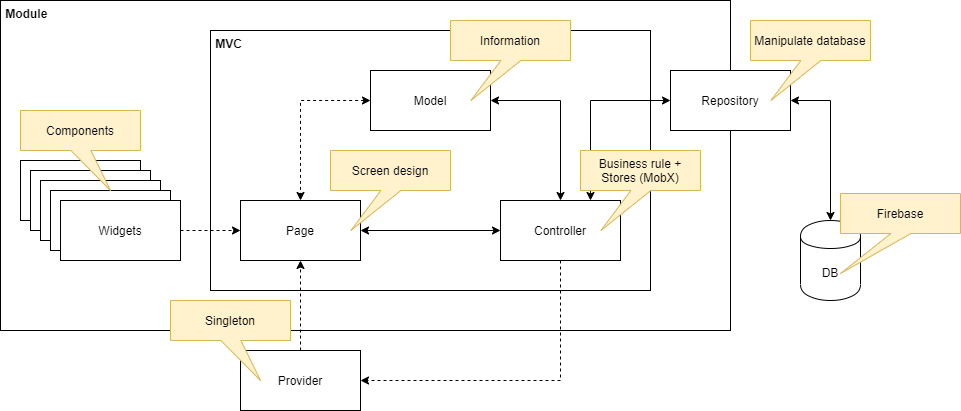 Module
MVC
Information
Manipulate database
Model
Repository
Components
Screen design
Business rule +
Stores (MobX)
Firebase
Widgets
Page
Controller
DB
Singleton
Provider